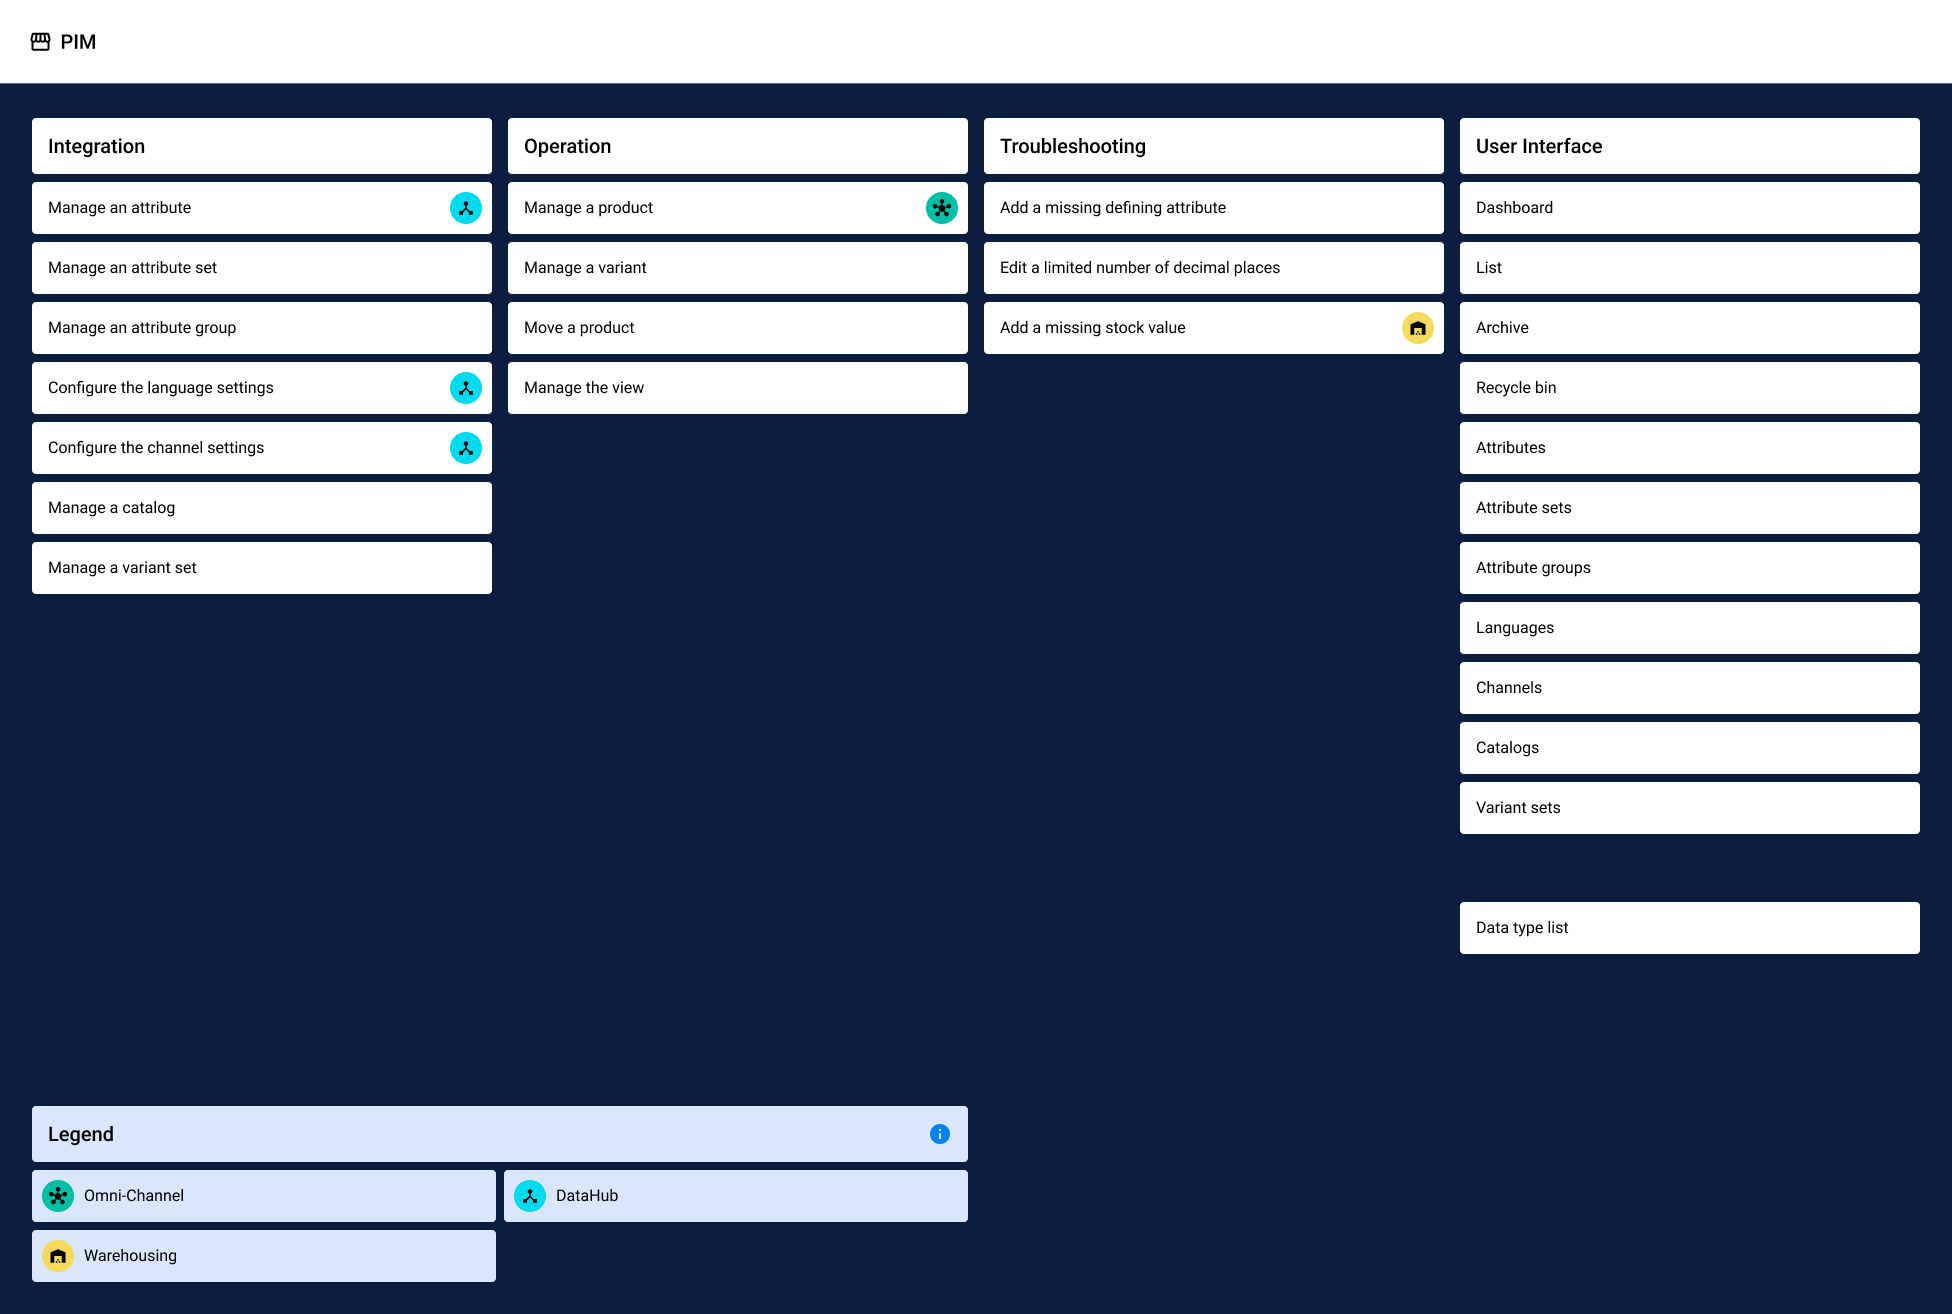 PIM
Integration
Manage an attribute
Manage an attribute set
Manage an attribute group
Configure the language settings
Configure the channel settings
Manage a catalog
Manage a variant set
Operation
Manage a product
Manage a variant
Move a product
Manage the view
Troubleshooting
Add a missing defining attribute
Edit a limited number of decimal places
Add a missing stock value
User Interface
Dashboard
List
Archive
Recycle bin
Attributes
Attribute sets
Attribute groups
Languages
Channels
Catalogs
Variant sets
Data type list
Legend
Omni-Channel
DataHub
Warehousing